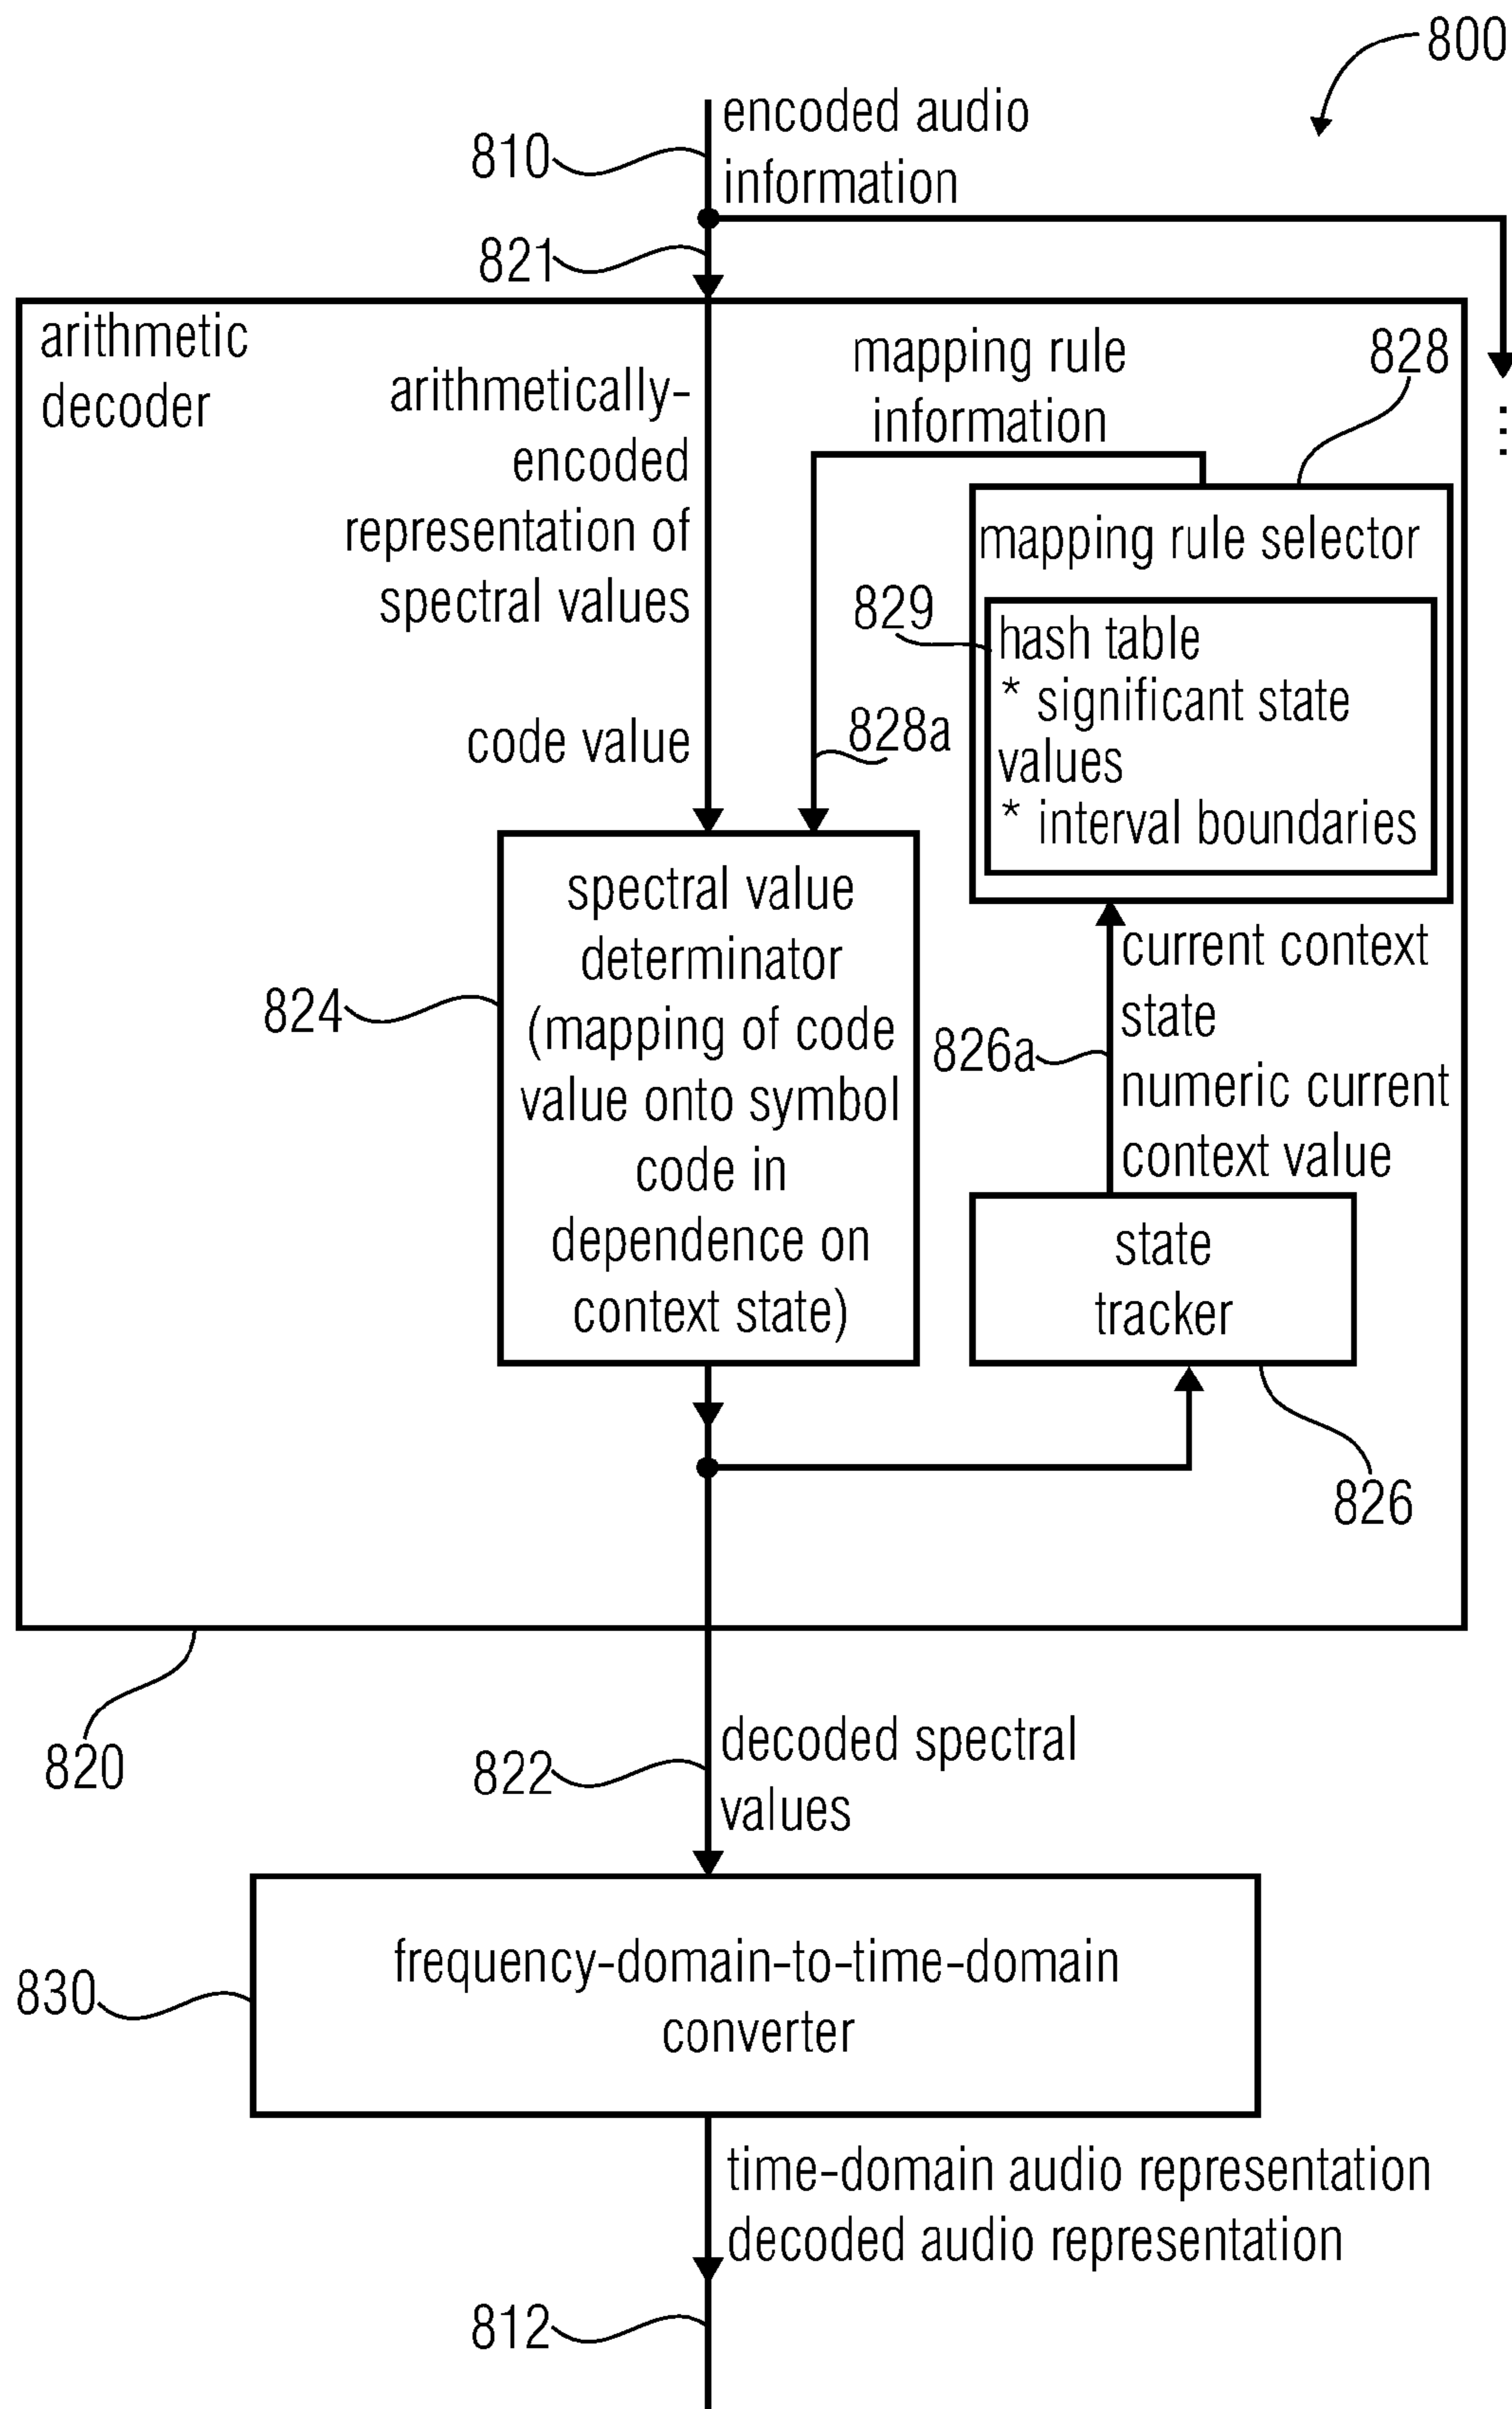 800
encoded audio
information
810
821
arithmetic
decoder
arithmetically-
encoded
representation of
spectral values
code value
mapping rule
information
828
mapping rule selector
829
hash table
* significant state
values
* interval boundaries
828a
spectral value
determinator
(mapping of code
value onto symbol
code in
dependence on
context state)
824
826a
current context
state
numeric current
context value
state
tracker
826
820
822
decoded spectral
values
830
frequency-domain-to-time-domain
converter
time-domain audio representation
decoded audio representation
812